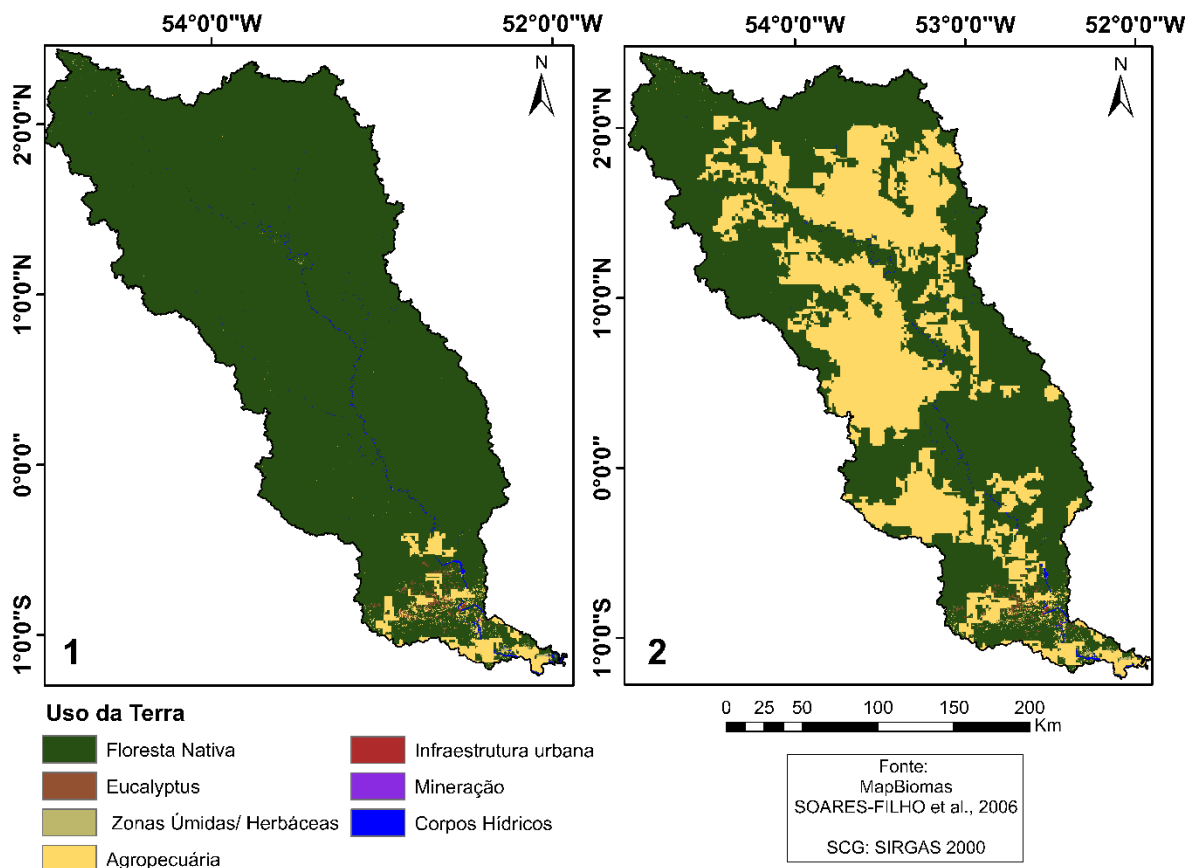 54°0'0"W 52°0'0"W
54°0'0"W 53°0'0"W 52°0'0"W
N
N
2°0'0"N
1°0'0"N
0°0'0"
1°0'0"S
2°0'0"N
1°0'0"N
0°0'0"
1°0'0"S
1
2
Uso da Terra
Floresta Nativa
Eucalyptus
Zonas Úmidas/ Herbáceas
Agropecuária
Infraestrutura urbana
Mineração
Corpos Hídricos
0 25 50 100 150 200
Km
Fonte:
MapBiomas
SOARES-FILHO et al., 2006
SCG: SIRGAS 2000